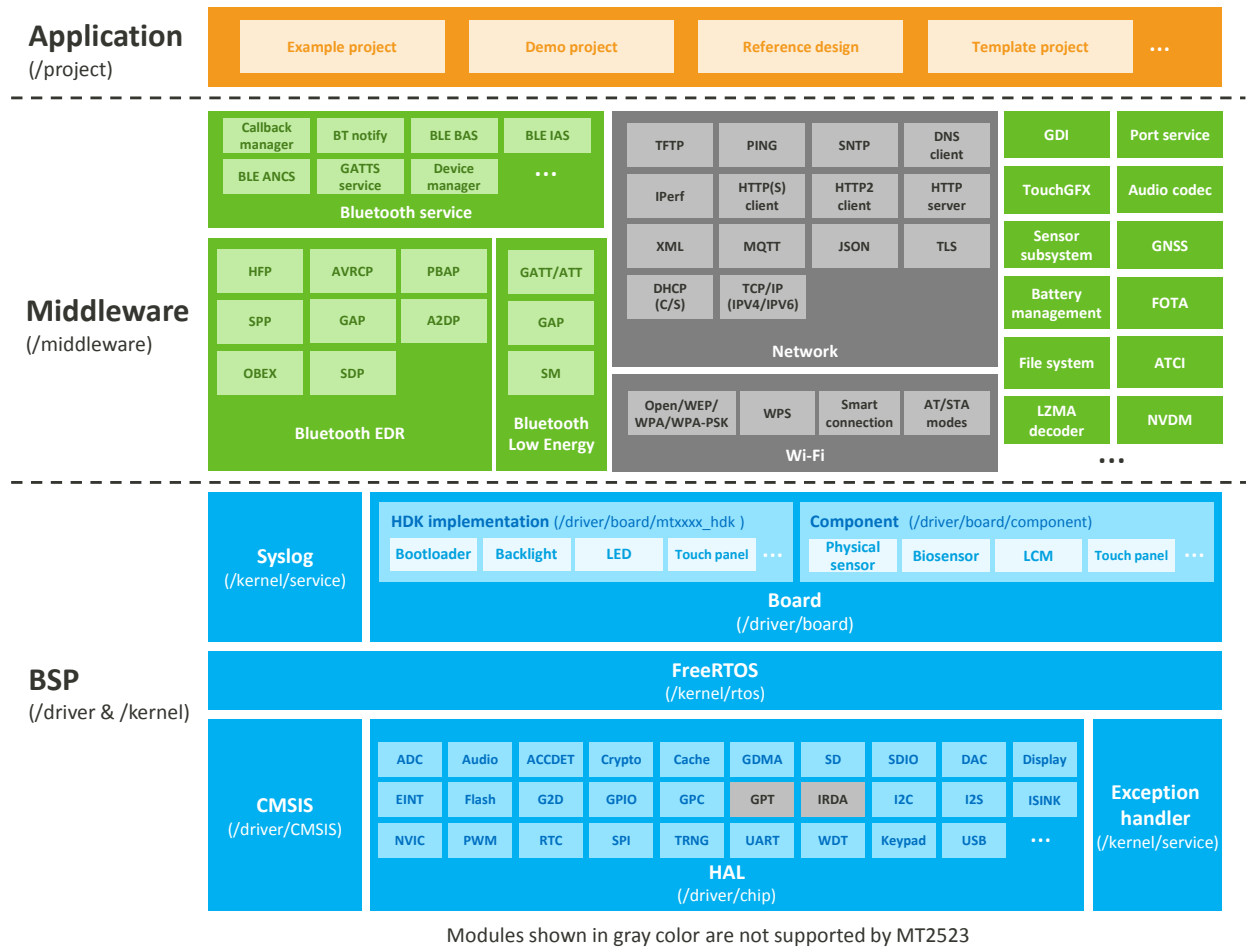 Application
(/project)
Example project
Demo project
Reference design
Template project
...
Middleware
(/middleware)
Callback
manager
BT notify
BLE BAS
BLE IAS
BLE ANCS
GATTS
service
Device
manager
...
Bluetooth service
HFP
AVRCP
PBAP
SPP
GAP
A2DP
OBEX
SDP
Bluetooth EDR
GATT/ATT
GAP
SM
Bluetooth
Low Energy
TFTP
PING
SNTP
DNS
client
IPerf
HTTP(S)
client
HTTP2
client
HTTP
server
XML
MQTT
JSON
TLS
DHCP
(C/S)
TCP/IP
(IPV4/IPV6)
Network
Open/WEP/
WPA/WPA-PSK
WPS
Smart
connection
AT/STA
modes
Wi-Fi
GDI
Port service
TouchGFX
Audio codec
Sensor
subsystem
GNSS
Battery
management
FOTA
File system
ATCI
LZMA
decoder
NVDM
...
BSP
(/driver & /kernel)
Syslog
(/kernel/service)
HDK implementation (/driver/board/mtxxxx_hdk )
Bootloader
Backlight
LED
Touch panel
...
Component (/driver/board/component)
Physical
sensor
Biosensor
LCM
Touch panel
...
Board
(/driver/board)
FreeRTOS
(/kernel/rtos)
CMSIS
(/driver/CMSIS)
ADC
Audio
ACCDET
Crypto
Cache
GDMA
SD
SDIO
DAC
Display
EINT
Flash
G2D
GPIO
GPC
GPT
IRDA
I2C
I2S
ISINK
NVIC
PWM
RTC
SPI
TRNG
UART
WDT
Keypad
USB
...
HAL
(/driver/chip)
Exception
handler
(/kernel/service)
Modules shown in gray color are not supported by MT2523